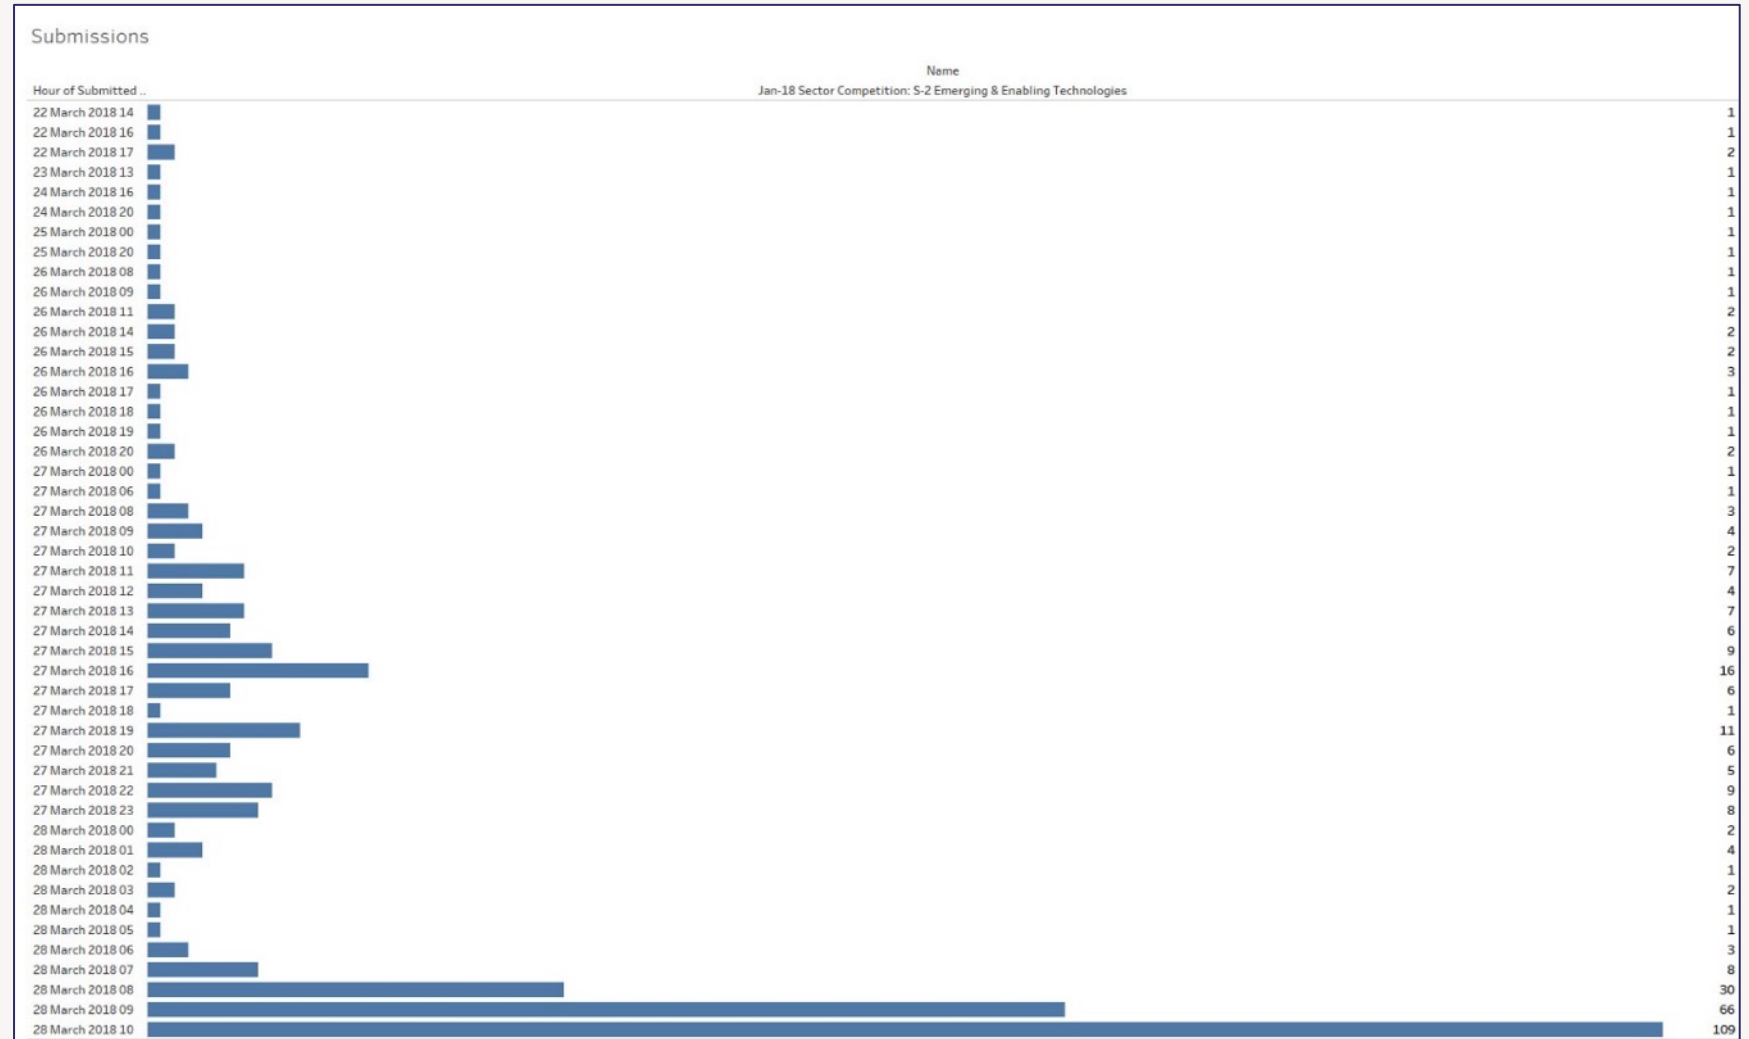 Submissions
Name
Hour of Submitted .. Jan-18 Sector Competition: S-2 Emerging & Enabling Technologies
22 March 2018 14 1
22 March 2018 16 1
22 March 2018 17 2
23 March 2018 13 1
24 March 2018 16 1
24 March 2018 20 1
25 March 2018 00 1
25 March 2018 20 1
26 March 2018 08 1
26 March 2018 09 1
26 March 2018 11 2
26 March 2018 14 2
26 March 2018 15 2
26 March 2018 16 3
26 March 2018 17 1
26 March 2018 18 1
26 March 2018 19 1
26 March 2018 20 2
27 March 2018 00 1
27 March 2018 06 1
27 March 2018 08 3
27 March 2018 09 4
27 March 2018 10 2
27 March 2018 11 7
27 March 2018 12 4
27 March 2018 13 7
27 March 2018 14 6
27 March 2018 15 9
27 March 2018 16 16
27 March 2018 17 6
27 March 2018 18 1
27 March 2018 19 11
27 March 2018 20 6
27 March 2018 21 5
27 March 2018 22 9
27 March 2018 23 8
28 March 2018 00 2
28 March 2018 01 4
28 March 2018 02 1
28 March 2018 03 2
28 March 2018 04 1
28 March 2018 05 1
28 March 2018 06 3
28 March 2018 07 8
28 March 2018 08 30
28 March 2018 09 66
28 March 2018 10 109